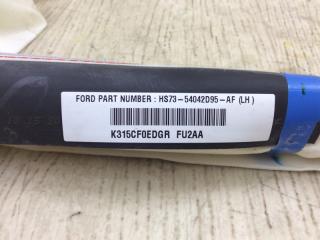 FORD PART NUMBER : HS73-54042D95-AF (LH)
K315CF0EDGR FU2AA